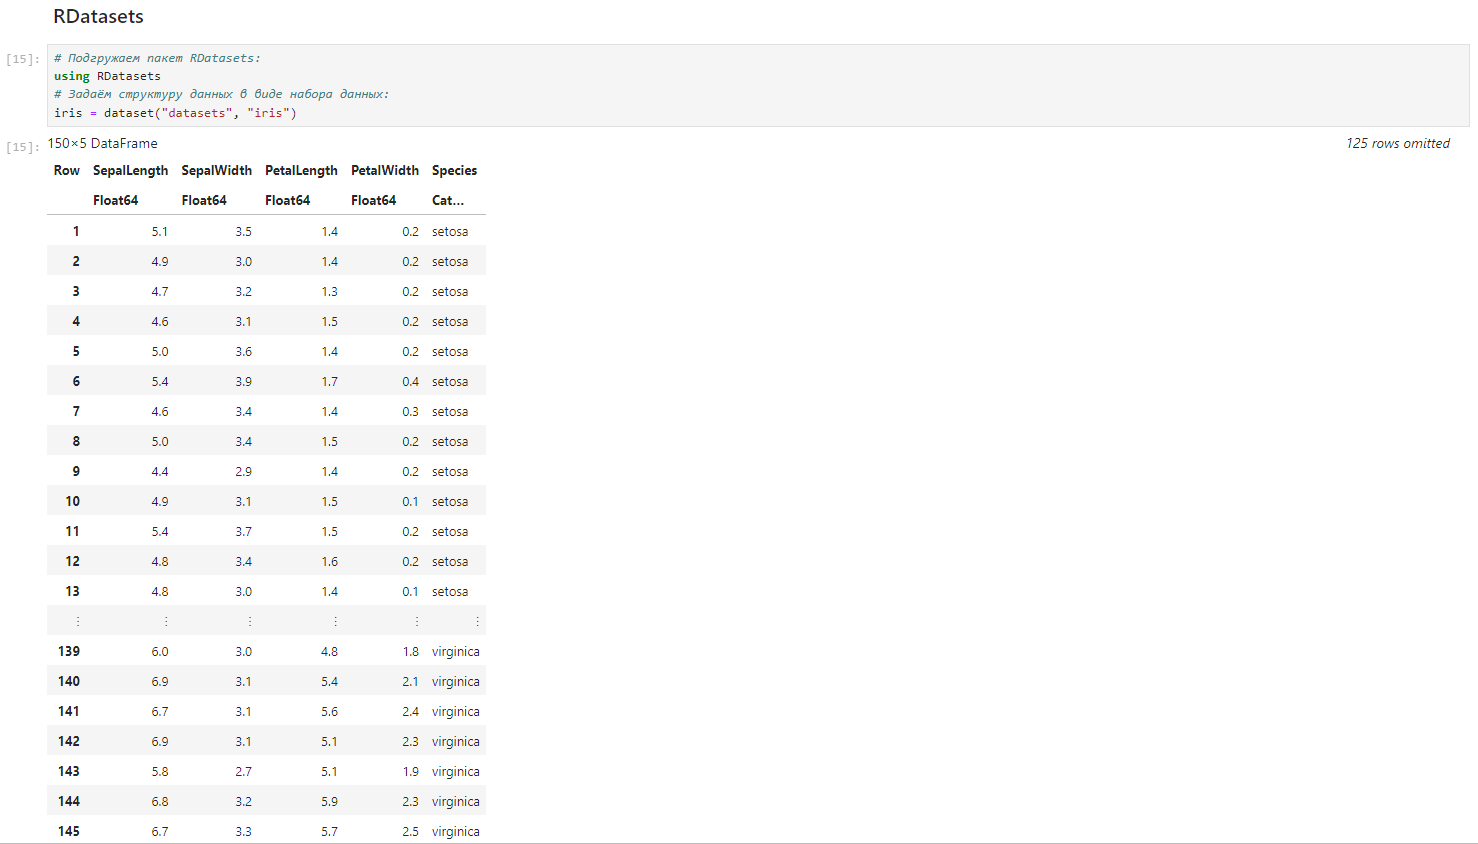 RDatasets
[15]:
# Подгружаем пакет RDatasets:
using RDatasets
# Задаём структуру данных в виде набора данных:
iris = dataset("datasets", "iris")
[15]: 150×5 DataFrame 125 rows omitted
Row SepalLength SepalWidth PetalLength PetalWidth Species
Float64 Float64 Float64 Float64 Cat…
1 5.1 3.5 1.4 0.2 setosa
2 4.9 3.0 1.4 0.2 setosa
3 4.7 3.2 1.3 0.2 setosa
4 4.6 3.1 1.5 0.2 setosa
5 5.0 3.6 1.4 0.2 setosa
6 5.4 3.9 1.7 0.4 setosa
7 4.6 3.4 1.4 0.3 setosa
8 5.0 3.4 1.5 0.2 setosa
9 4.4 2.9 1.4 0.2 setosa
10 4.9 3.1 1.5 0.1 setosa
11 5.4 3.7 1.5 0.2 setosa
12 4.8 3.4 1.6 0.2 setosa
13 4.8 3.0 1.4 0.1 setosa
⋮ ⋮ ⋮ ⋮ ⋮ ⋮
139 6.0 3.0 4.8 1.8 virginica
140 6.9 3.1 5.4 2.1 virginica
141 6.7 3.1 5.6 2.4 virginica
142 6.9 3.1 5.1 2.3 virginica
143 5.8 2.7 5.1 1.9 virginica
144 6.8 3.2 5.9 2.3 virginica
145 6.7 3.3 5.7 2.5 virginica